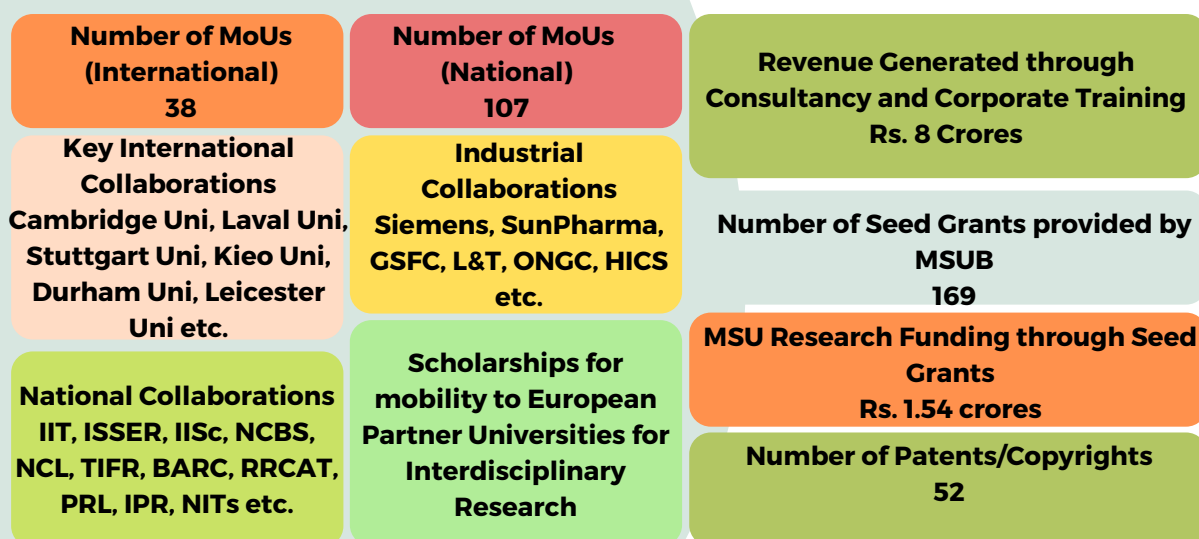 Number of MoUs
(International)
38
Key International
Collaborations
Cambridge Uni, Laval Uni,
Stuttgart Uni, Kieo Uni,
Durham Uni, Leicester
Uni etc.
National Collaborations
IIT, ISSER, IISc, NCBS,
NCL, TIFR, BARC, RRCAT,
PRL, IPR, NITs etc.
Number of MoUs
(National)
107
Industrial
Collaborations
Siemens, SunPharma,
GSFC, L&T, ONGC, HICS
etc.
Scholarships for
mobility to European
Partner Universities for
Interdisciplinary
Research
Revenue Generated through
Consultancy and Corporate Training
Rs. 8 Crores
Number of Seed Grants provided by
MSUB
169
MSU Research Funding through Seed
Grants
Rs. 1.54 crores
Number of Patents/Copyrights
52